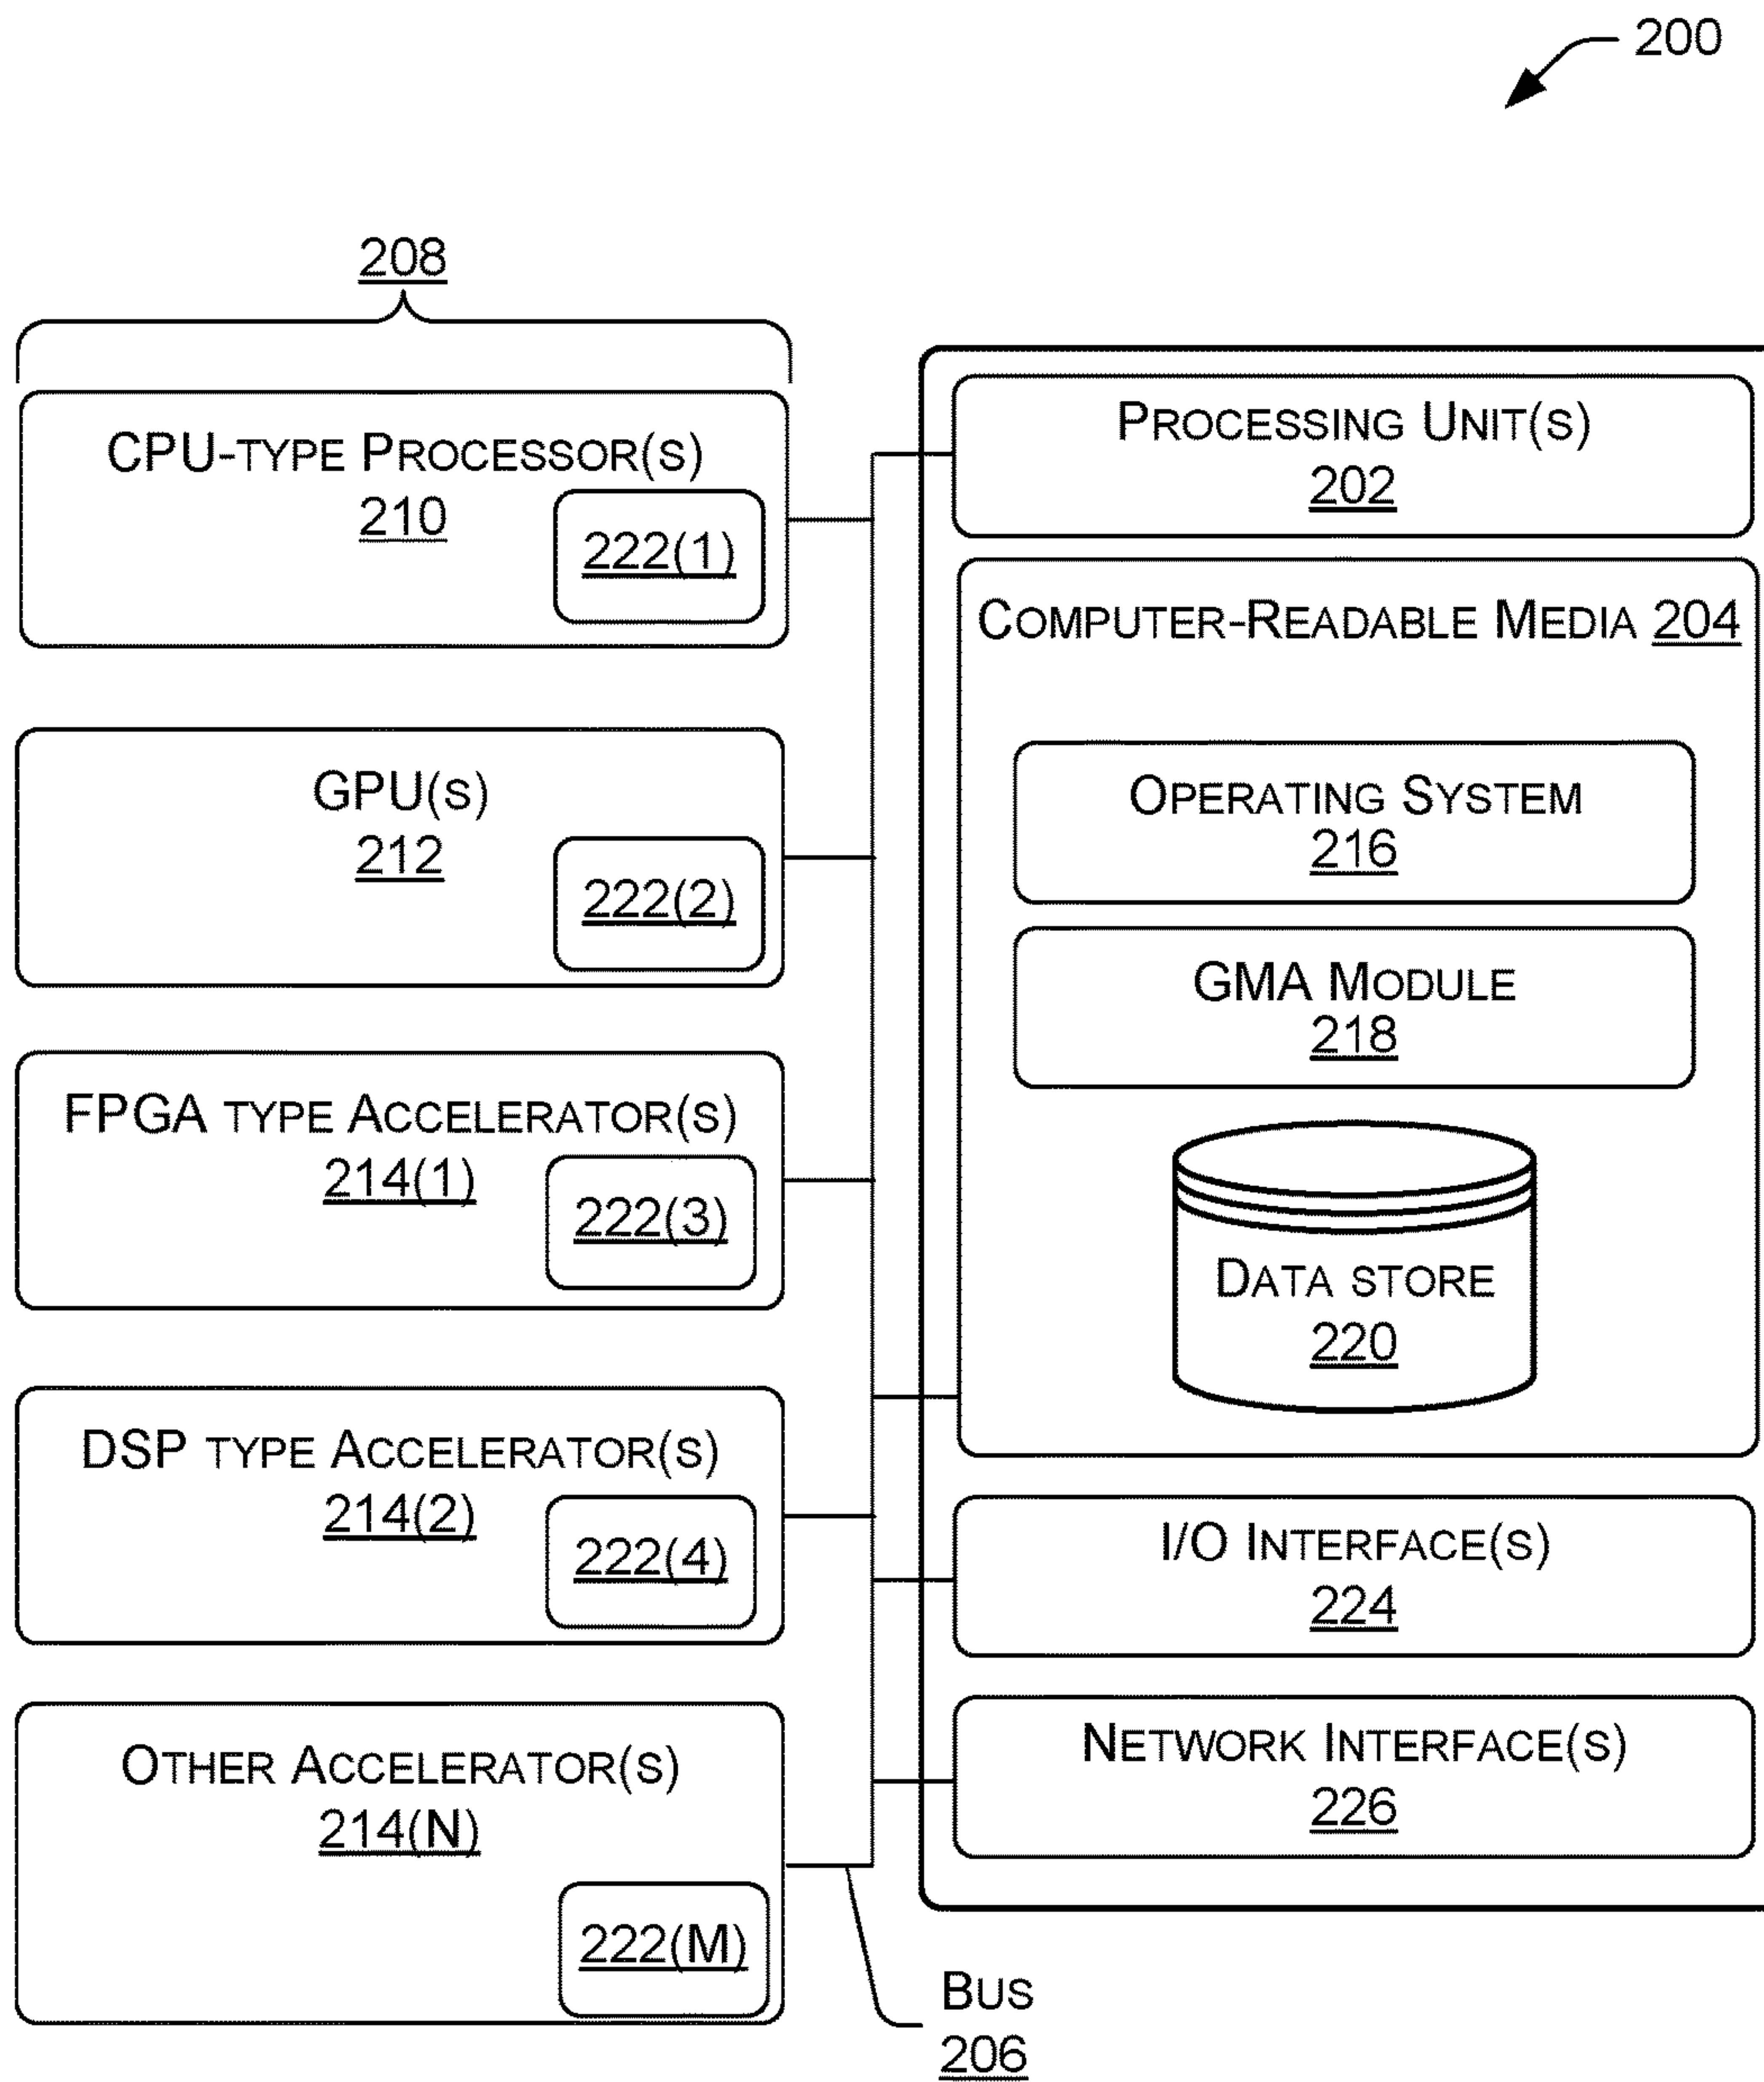 200
208
CPU-TYPE PROCESSOR(S)
210
222(1)
GPU(S)
212
222(2)
FPGA TYPE ACCELERATOR(S)
214(1)
222(3)
DSP TYPE ACCELERATOR(S)
214(2)
222(4)
OTHER ACCELERATOR(S)
214(N)
222(M)
PROCESSING UNIT(S)
202
COMPUTER-READABLE MEDIA 204
OPERATING SYSTEM
216
GMA MODULE
218
DATA STORE
220
I/O INTERFACE(S)
224
NETWORK INTERFACE(S)
226
BUS
206